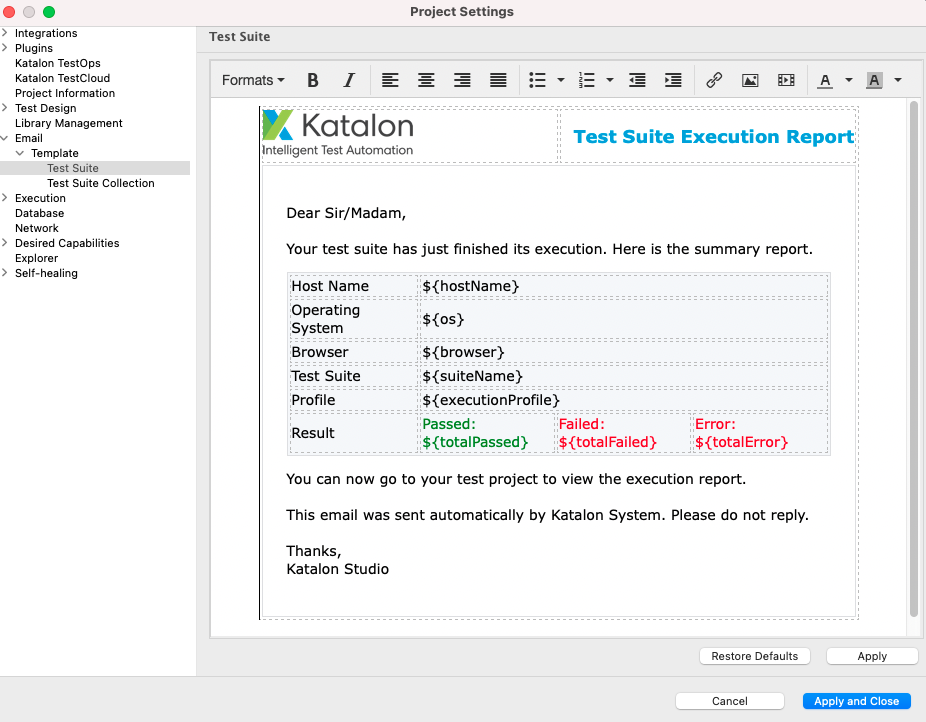 Project Settings
Integrations
Plugins
Katalon TestOps
Katalon TestCloud
Project Information
Test Design
Library Management
Email
Template
Test Suite
Test Suite Collection
Execution
Database
Network
Desired Capabilities
Explorer
Self-healing
Test Suite
Formats B I A A
Katalon
Intelligent Test Automation
Test Suite Execution Report
Dear Sir/Madam,
Your test suite has just finished its execution. Here is the summary report.
Host Name ${hostName}
Operating
System ${os}
Browser ${browser}
Test Suite ${suiteName}
Profile ${executionProfile}
Result
Passed: Failed: Error:
${totalPassed} ${totalFailed} ${totalError}
You can now go to your test project to view the execution report.
This email was sent automatically by Katalon System. Please do not reply.
Thanks,
Katalon Studio
Restore Defaults Apply
Cancel Apply and Close